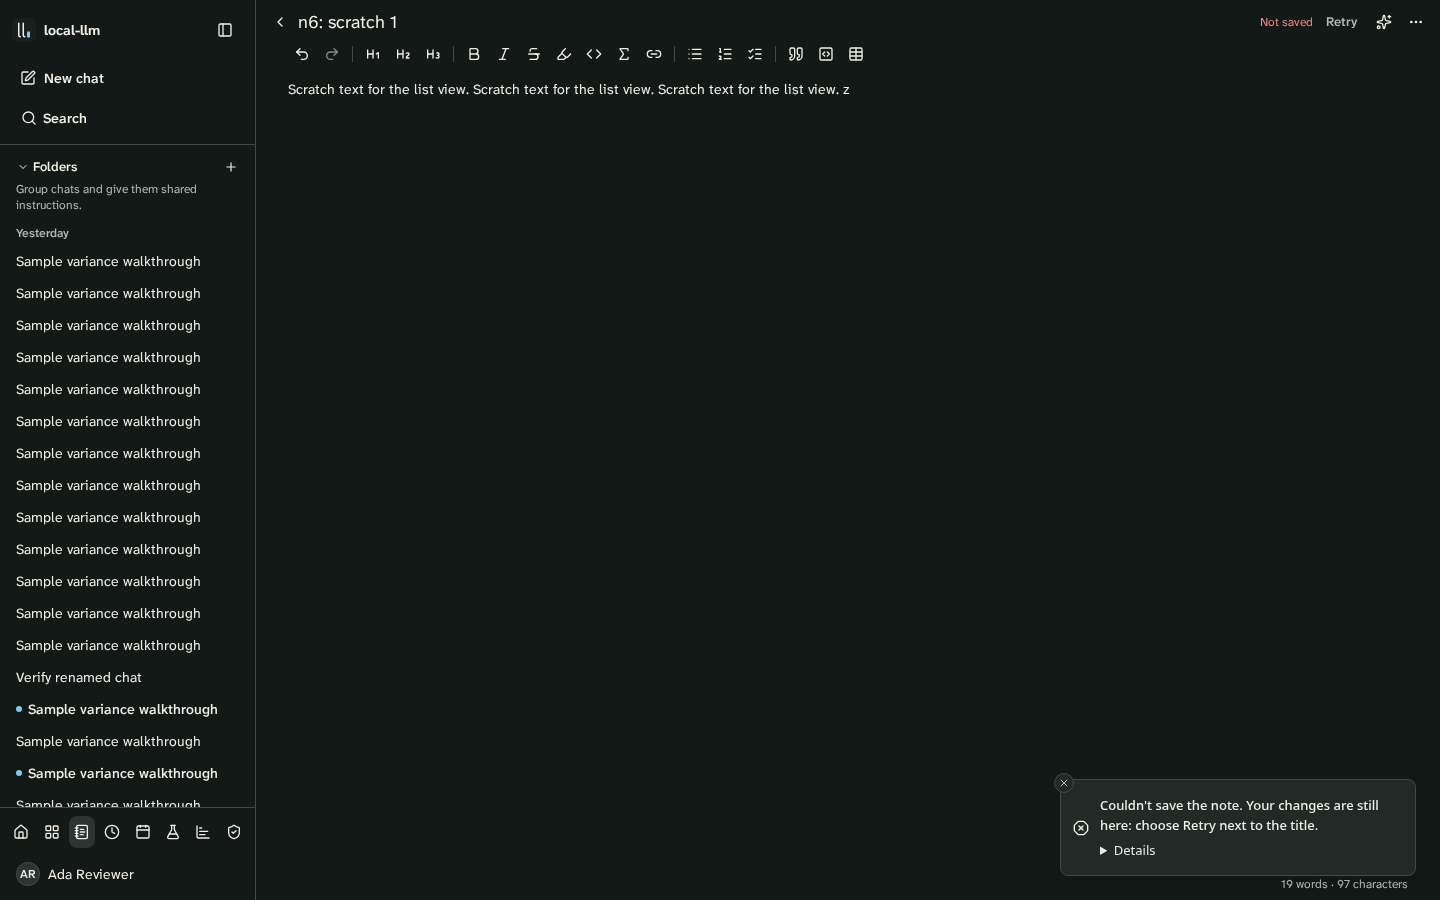 local-llm
New chat
Search
Folders
Group chats and give them shared
instructions.
Yesterday
Sample variance walkthrough
Sample variance walkthrough
Sample variance walkthrough
Sample variance walkthrough
Sample variance walkthrough
Sample variance walkthrough
Sample variance walkthrough
Sample variance walkthrough
Sample variance walkthrough
Sample variance walkthrough
Sample variance walkthrough
Sample variance walkthrough
Sample variance walkthrough
Verify renamed chat
Sample variance walkthrough
Sample variance walkthrough
Sample variance walkthrough
Sample variance walkthrough
AR Ada Reviewer
n6: scratch 1
Not saved Retry
H1 H2 H3
Scratch text for the list view. Scratch text for the list view. Scratch text for the list view. z
Couldn't save the note. Your changes are still
here: choose Retry next to the title.
Details
19 words · 97 characters